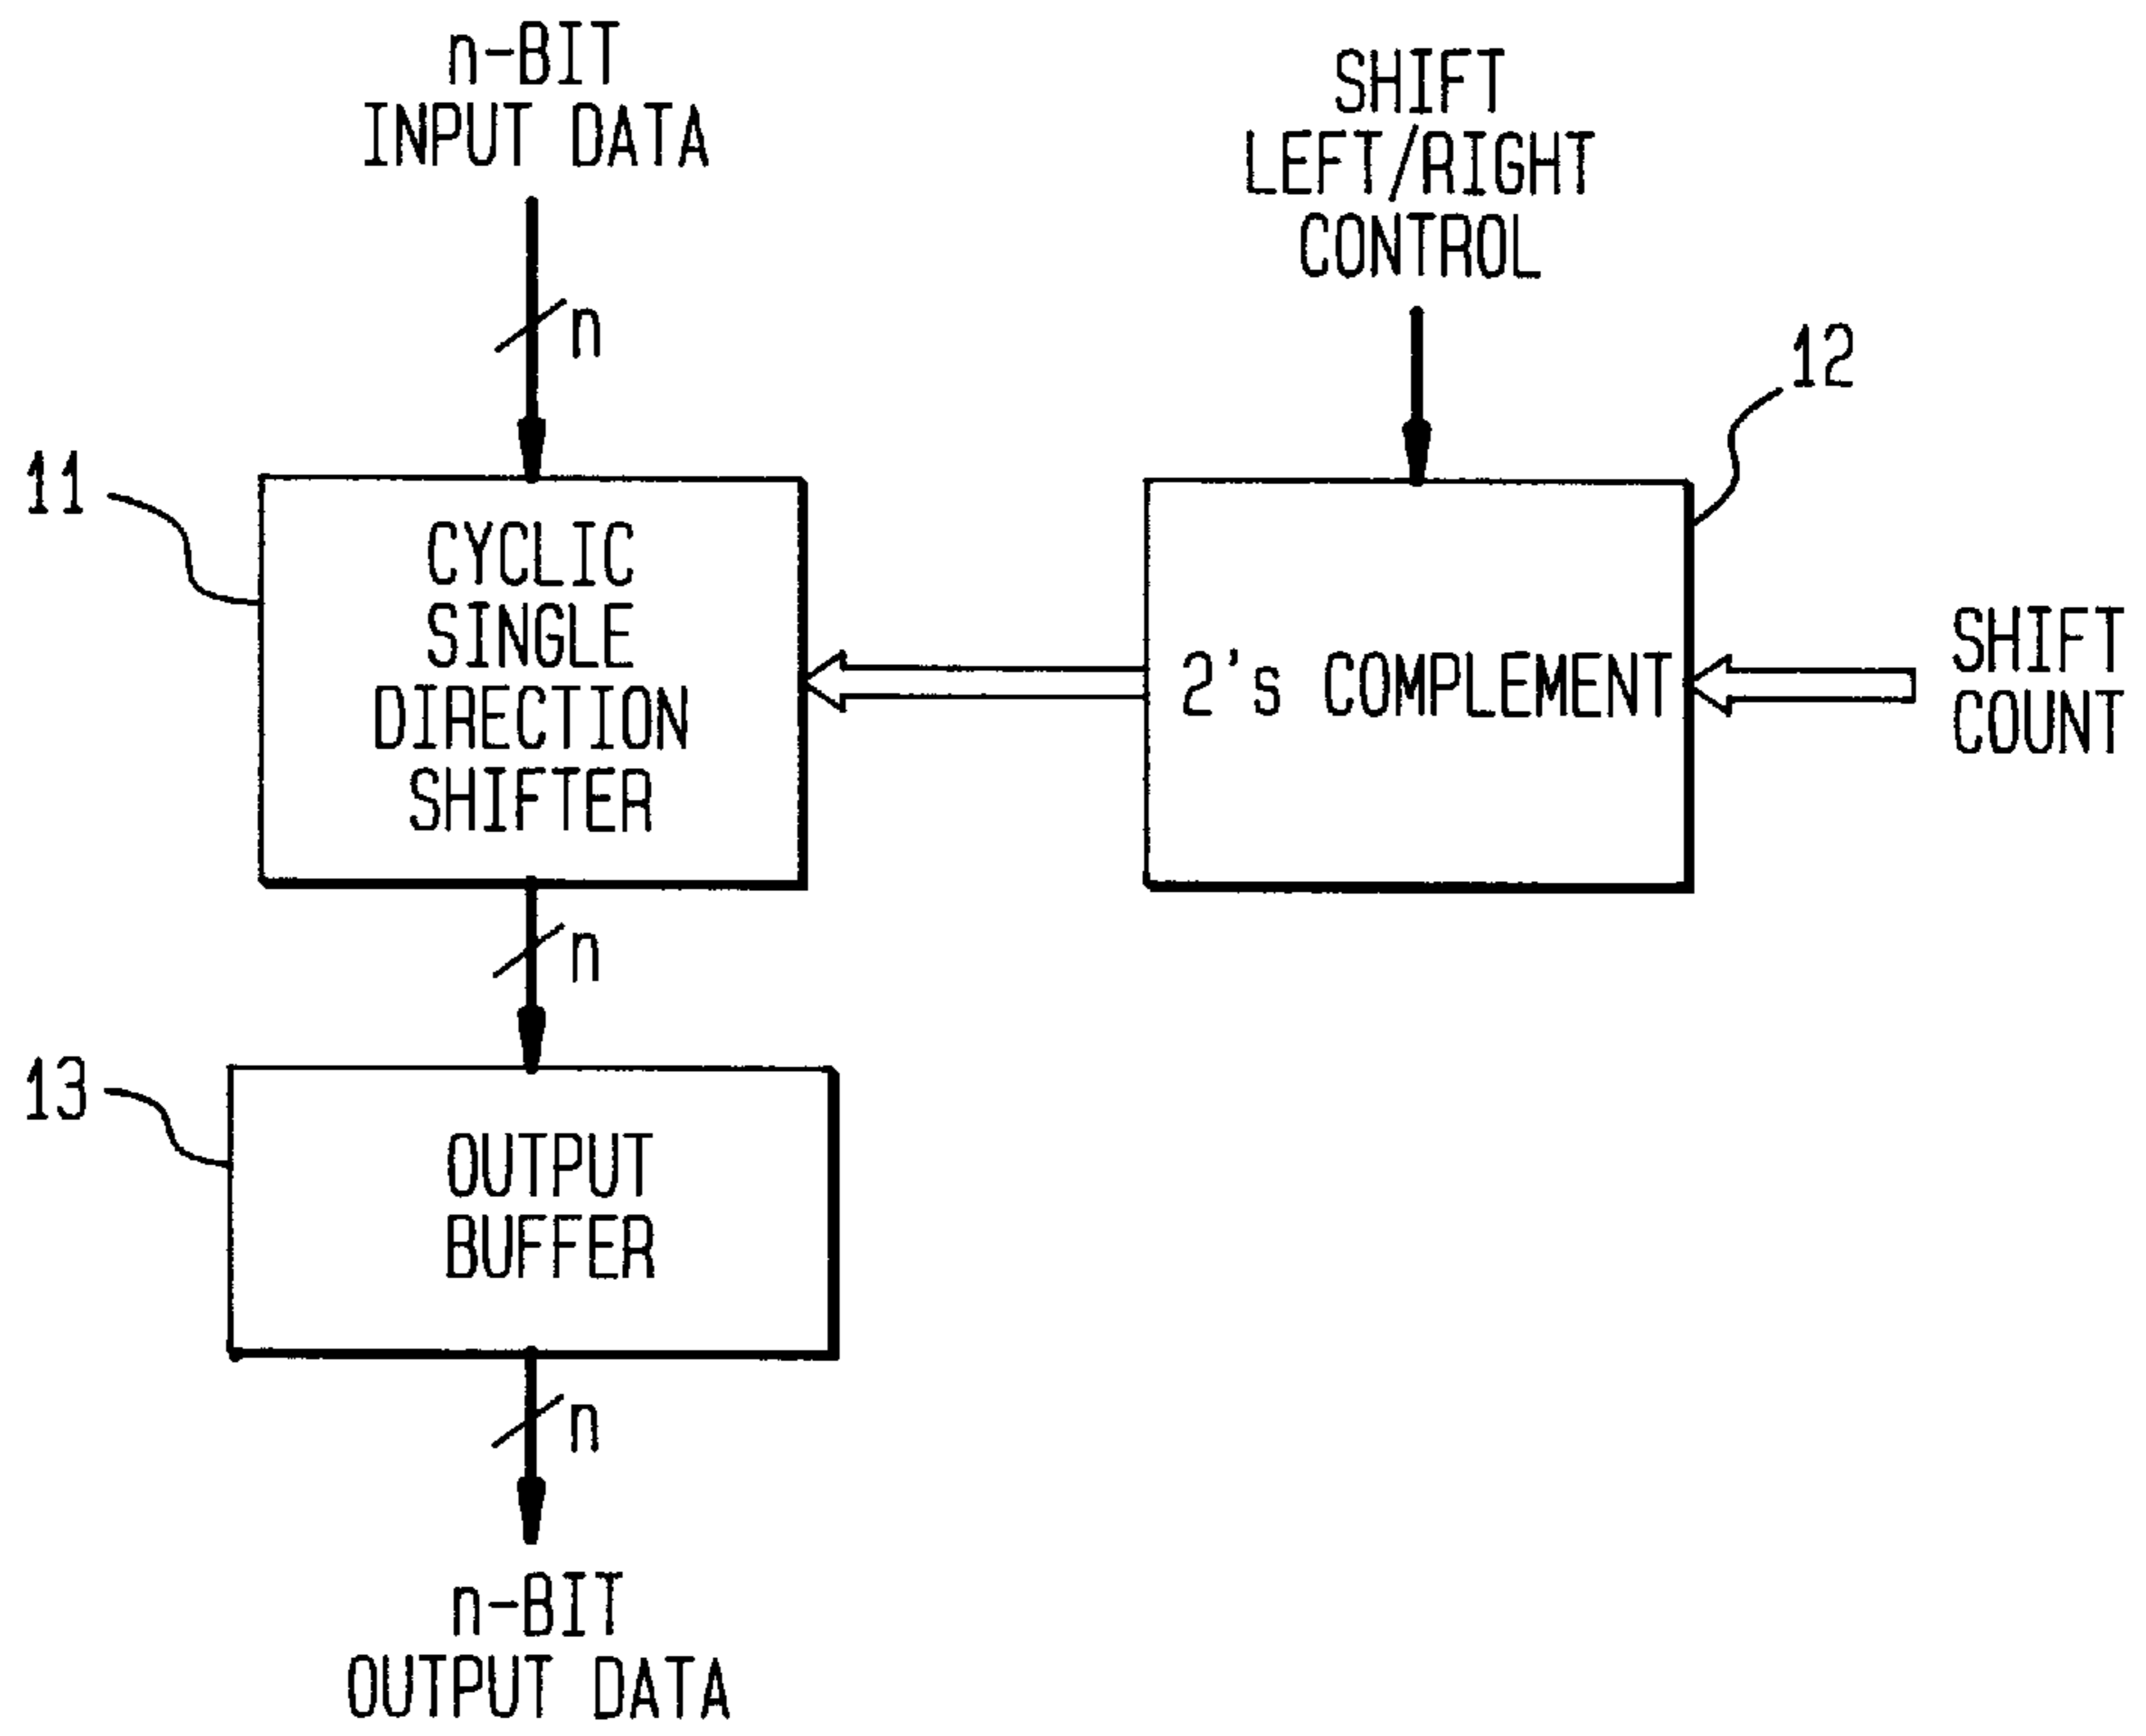 n-BIT
INPUT DATA
n
SHIFT
LEFT/RIGHT
CONTROL
12
11
CYCLIC
SINGLE
DIRECTION
SHIFTER
2's COMPLEMENT
SHIFT
COUNT
n
13
OUTPUT
BUFFER
n
n-BIT
OUTPUT DATA